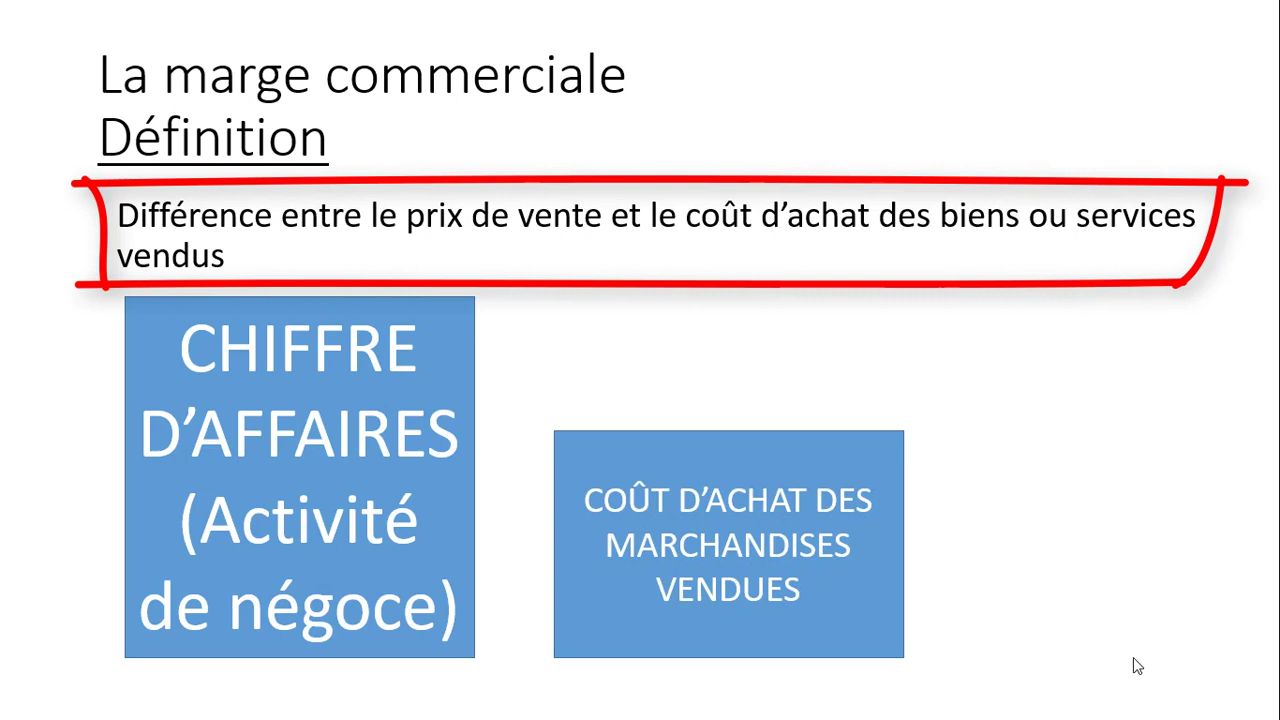 La marge commerciale
Définition
Différence entre le prix de vente et le coût d’achat des biens ou services
vendus
CHIFFRE
D’AFFAIRES
(Activité
de négoce)
COÛT D’ACHAT DES
MARCHANDISES
VENDUES